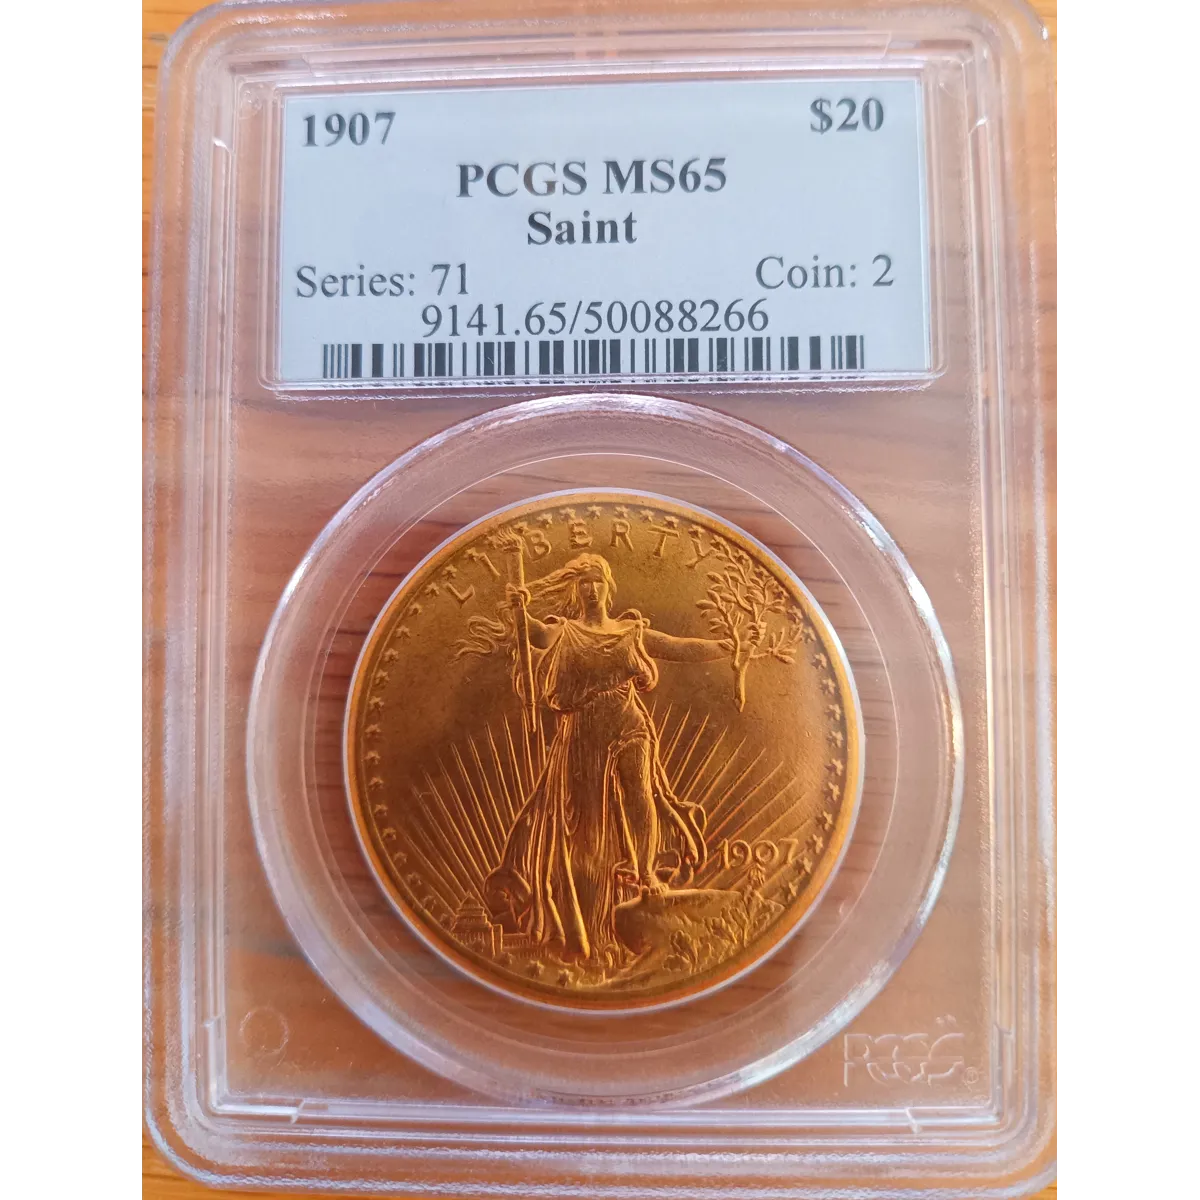 1907 $20
PCGS MS65
Saint
Series: 71 Coin: 2
9141.65/50088266
LIBERTY
1907
PCGS®